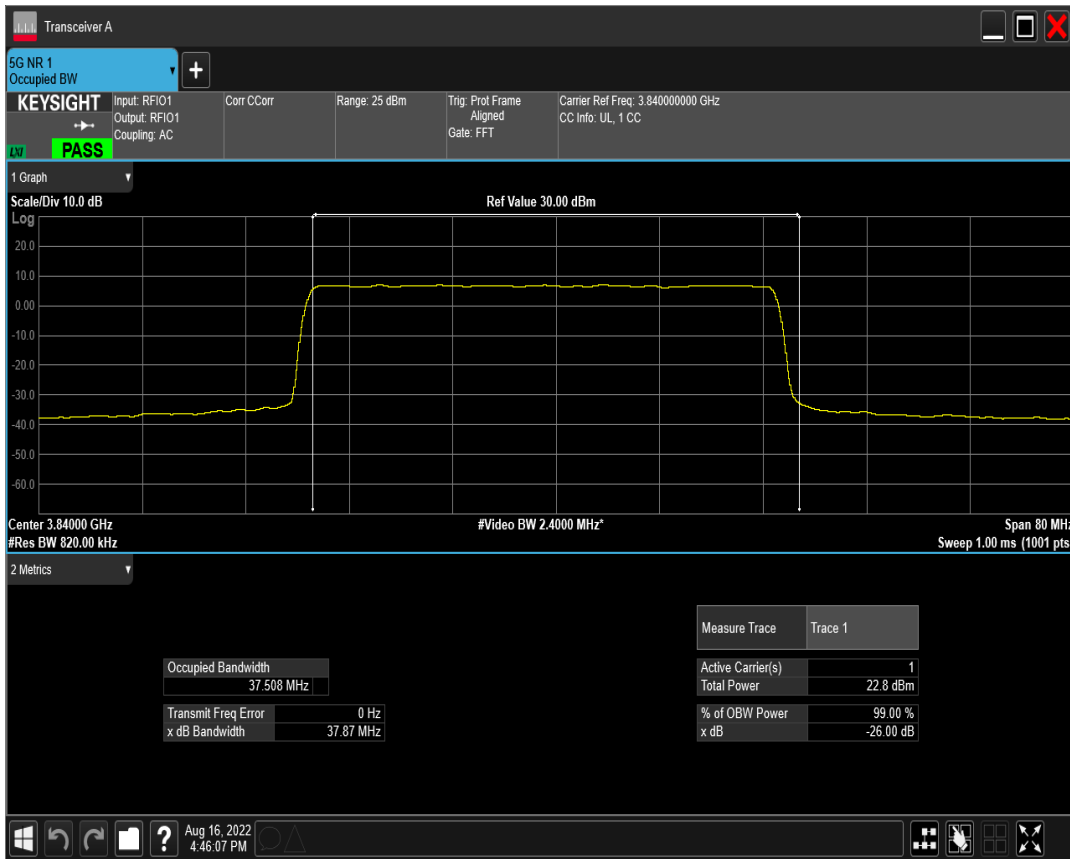 Transceiver A
5G NR 1
Occupied BW
KEYSIGHT
LXI
PASS
Input: RFIO1
Output: RFIO1
Coupling: AC
Corr CCorr
Range: 25 dBm
Trig: Prot Frame
Aligned
Gate: FFT
Carrier Ref Freq: 3.840000000 GHz
CC Info: UL, 1 CC
1 Graph
Scale/Div 10.0 dB
Ref Value 30.00 dBm
Log
20.0
10.0
0.00
-10.0
-20.0
-30.0
-40.0
-50.0
-60.0
Center 3.84000 GHz
#Video BW 2.4000 MHz*
Span 80 MHz
#Res BW 820.00 kHz
Sweep 1.00 ms (1001 pts
2 Metrics
Measure Trace Trace 1
Occupied Bandwidth
37.508 MHz
Active Carrier(s) 1
Total Power 22.8 dBm
Transmit Freq Error 0 Hz
x dB Bandwidth 37.87 MHz
% of OBW Power 99.00 %
x dB -26.00 dB
?
Aug 16, 2022
4:46:07 PM